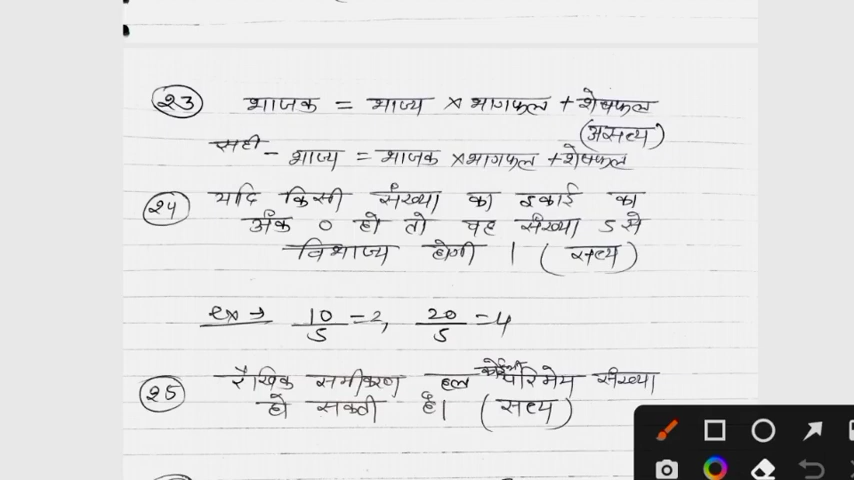 २३ भाजक = भाज्य × भागफल + शेषफल
(असत्य)
सही - भाज्य = भाजक × भागफल + शेषफल
२४ यदि किसी संख्या का इकाई का
अंक 0 हो तो वह संख्या 5 से
विभाज्य होगी । (सत्य)
ex → 10/5 = 2, 20/5 = 4
२5 रैखिक समीकरण हल कोई भी परिमेय संख्या
हो सकती है। (सत्य)